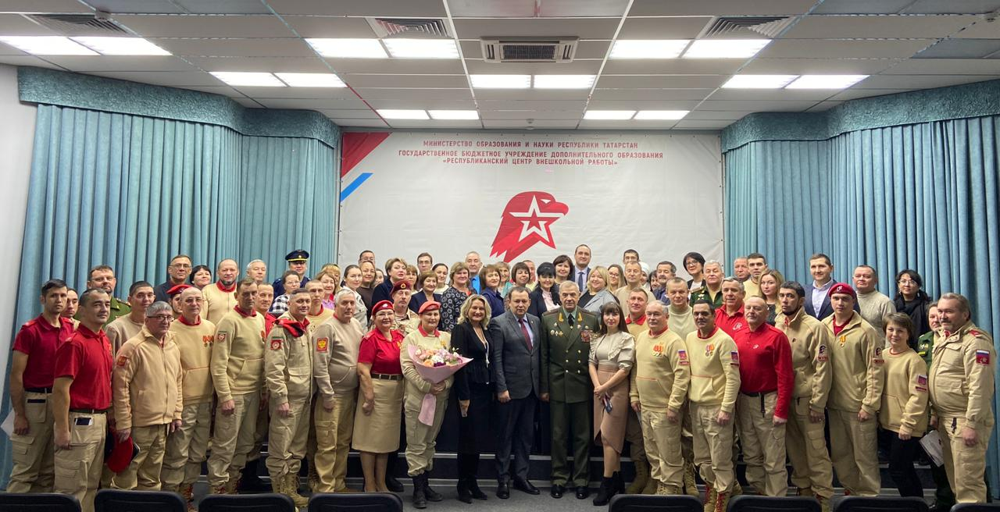 МИНИСТЕРСТВО ОБРАЗОВАНИЯ И НАУКИ РЕСПУБЛИКИ ТАТАРСТАН
ГОСУДАРСТВЕННОЕ БЮДЖЕТНОЕ УЧРЕЖДЕНИЕ ДОПОЛНИТЕЛЬНОГО ОБРАЗОВАНИЯ
«РЕСПУБЛИКАНСКИЙ ЦЕНТР ВНЕШКОЛЬНОЙ РАБОТЫ»